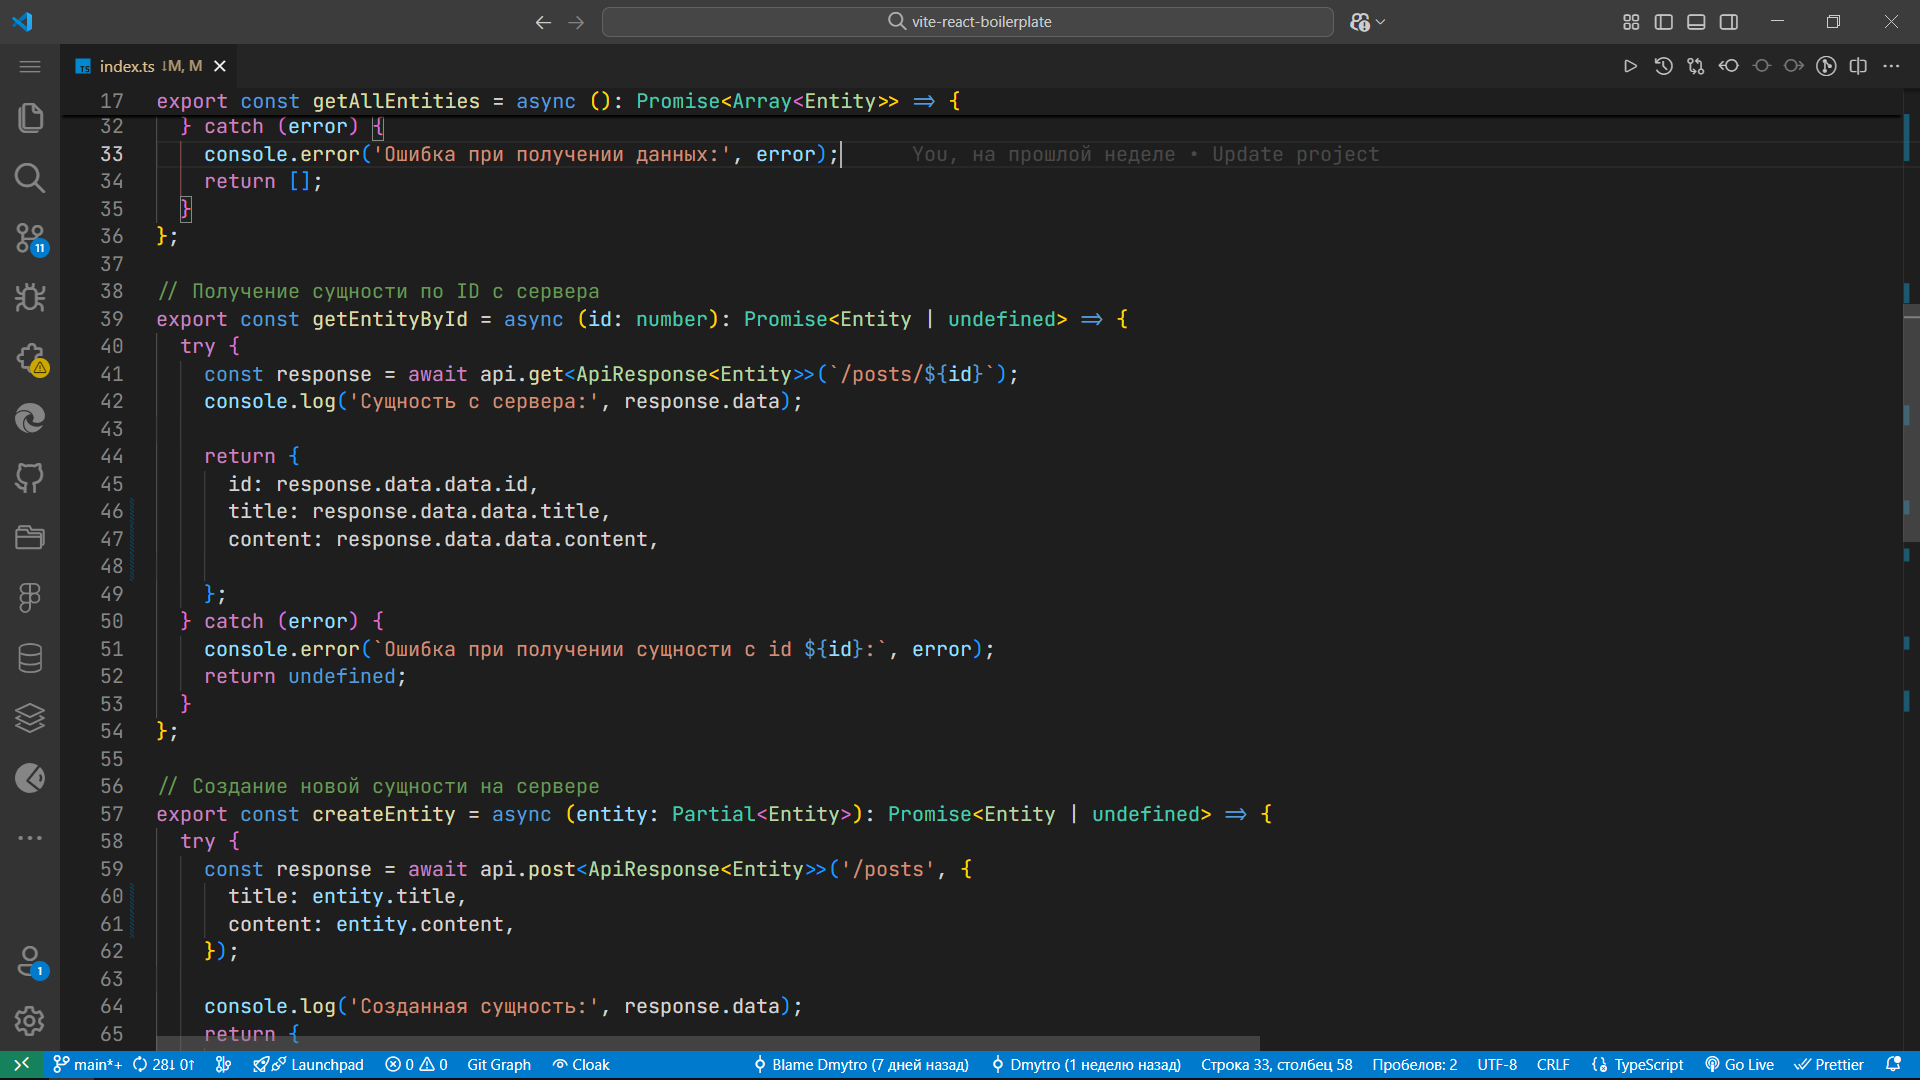 vite-react-boilerplate
index.ts ↓M, M
17 export const getAllEntities = async (): Promise<Array<Entity>> => {
32 } catch (error) {
33 console.error('Ошибка при получении данных:', error); You, на прошлой неделе • Update project
34 return [];
35 }
36 };
37
38 // Получение сущности по ID с сервера
39 export const getEntityById = async (id: number): Promise<Entity | undefined> => {
40 try {
41 const response = await api.get<ApiResponse<Entity>>(`/posts/${id}`);
42 console.log('Сущность с сервера:', response.data);
43
44 return {
45 id: response.data.data.id,
46 title: response.data.data.title,
47 content: response.data.data.content,
48
49 };
50 } catch (error) {
51 console.error(`Ошибка при получении сущности с id ${id}:`, error);
52 return undefined;
53 }
54 };
55
56 // Создание новой сущности на сервере
57 export const createEntity = async (entity: Partial<Entity>): Promise<Entity | undefined> => {
58 try {
59 const response = await api.post<ApiResponse<Entity>>('/posts', {
60 title: entity.title,
61 content: entity.content,
62 });
63
64 console.log('Созданная сущность:', response.data);
65 return {
11
1
main*+ 28↓ 0↑ Launchpad 0 0 Git Graph Cloak Blame Dmytro (7 дней назад) Dmytro (1 неделю назад) Строка 33, столбец 58 Пробелов: 2 UTF-8 CRLF TypeScript Go Live Prettier